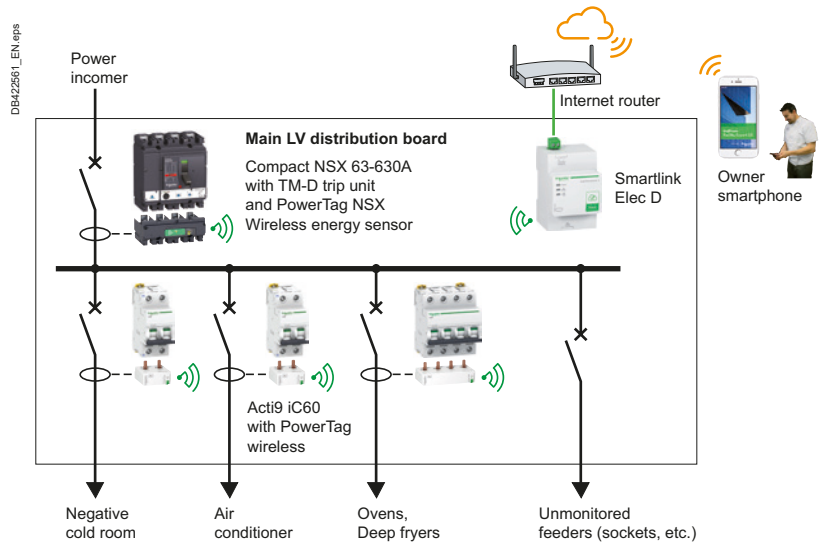 DB422561_EN.eps
Power
incomer
Internet router
Main LV distribution board
Compact NSX 63-630A
with TM-D trip unit
and PowerTag NSX
Wireless energy sensor
Smartlink
Elec D
Owner
smartphone
Acti9 iC60
with PowerTag
wireless
Negative
cold room
Air
conditioner
Ovens,
Deep fryers
Unmonitored
feeders (sockets, etc.)